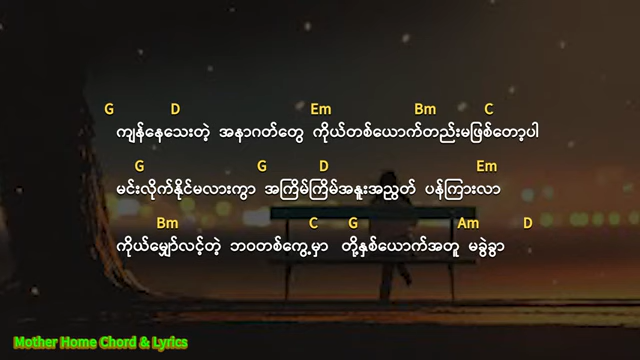 G D Em Bm C
ကျန်နေသေးတဲ့ အနာဂတ်တွေ ကိုယ်တစ်ယောက်တည်းမဖြစ်တော့ပါ
G G D Em
မင်းလိုက်နိုင်မလားကွာ အကြိမ်ကြိမ်အနူးအညွတ် ပန်ကြားလာ
Bm C G Am D
ကိုယ်မျှော်လင့်တဲ့ ဘဝတစ်ကွေ့မှာ တို့နှစ်ယောက်အတူ မခွဲခွာ
Mother Home Chord & Lyrics